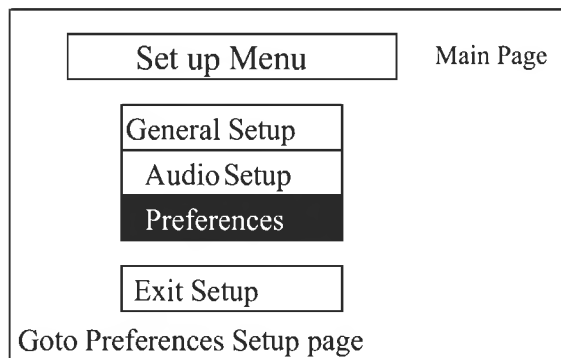 Set up Menu
Main Page
General Setup
Audio Setup
Preferences
Exit Setup
Goto Preferences Setup page